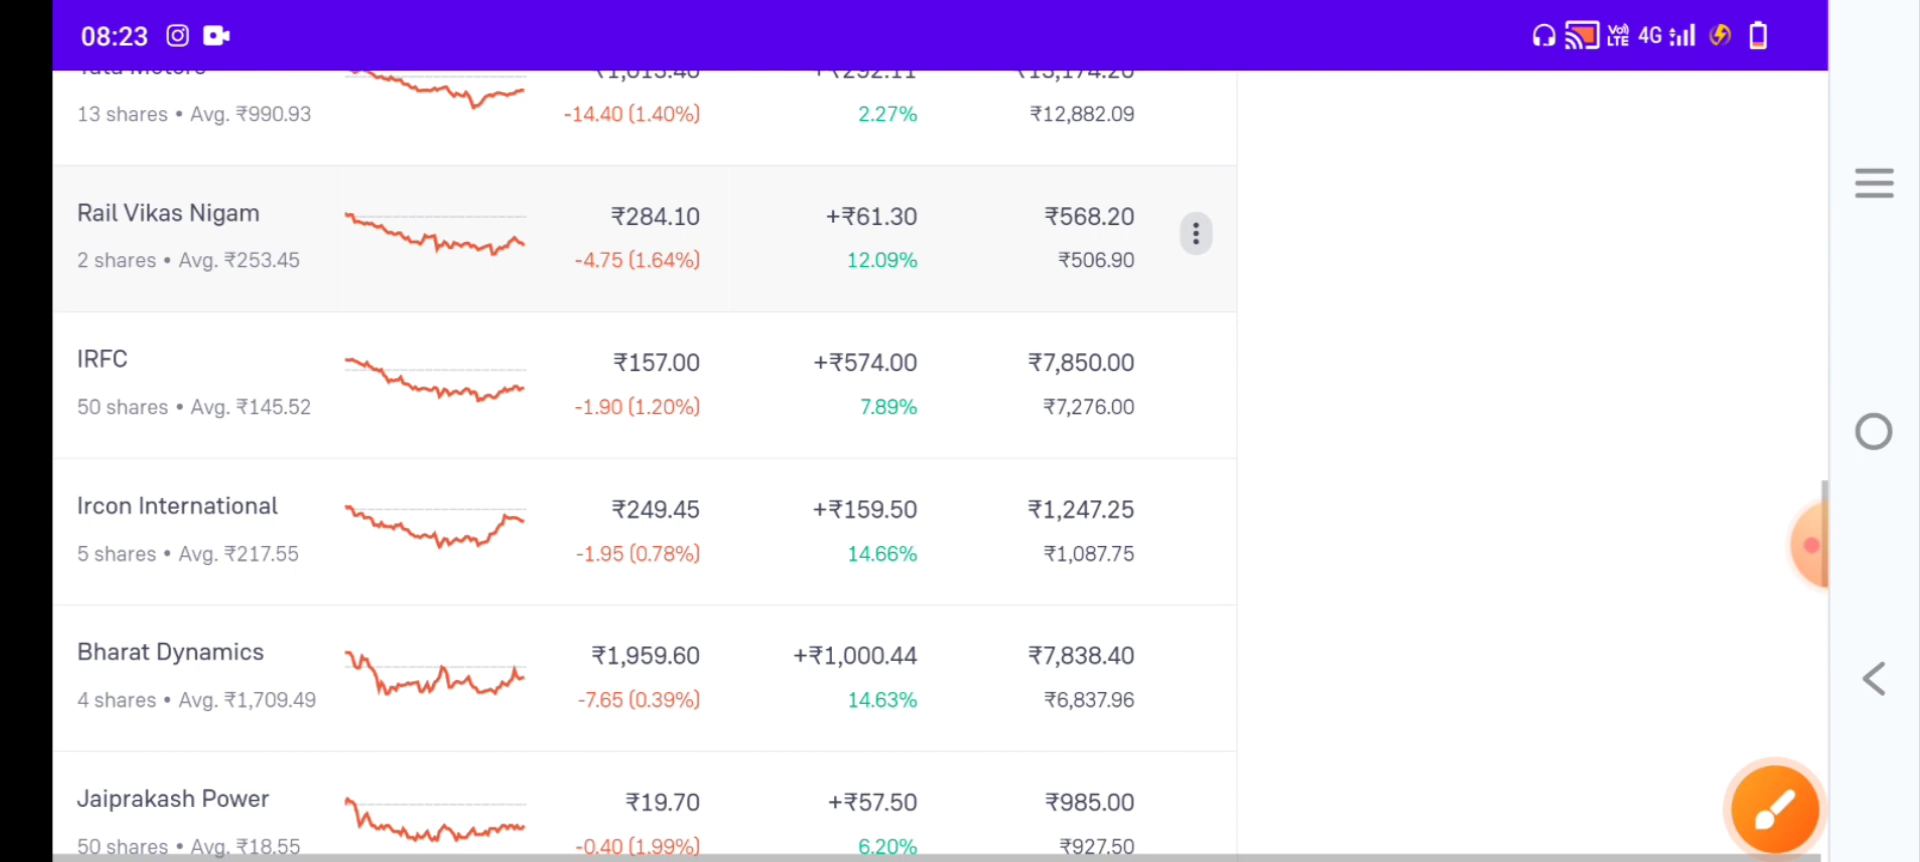 08:23 VoLTE 4G
13 shares • Avg. ₹990.93 -14.40 (1.40%) 2.27% ₹12,882.09
Rail Vikas Nigam ₹284.10 +₹61.30 ₹568.20
2 shares • Avg. ₹253.45 -4.75 (1.64%) 12.09% ₹506.90
IRFC ₹157.00 +₹574.00 ₹7,850.00
50 shares • Avg. ₹145.52 -1.90 (1.20%) 7.89% ₹7,276.00
Ircon International ₹249.45 +₹159.50 ₹1,247.25
5 shares • Avg. ₹217.55 -1.95 (0.78%) 14.66% ₹1,087.75
Bharat Dynamics ₹1,959.60 +₹1,000.44 ₹7,838.40
4 shares • Avg. ₹1,709.49 -7.65 (0.39%) 14.63% ₹6,837.96
Jaiprakash Power ₹19.70 +₹57.50 ₹985.00
50 shares • Avg. ₹18.55 -0.40 (1.99%) 6.20% ₹927.50